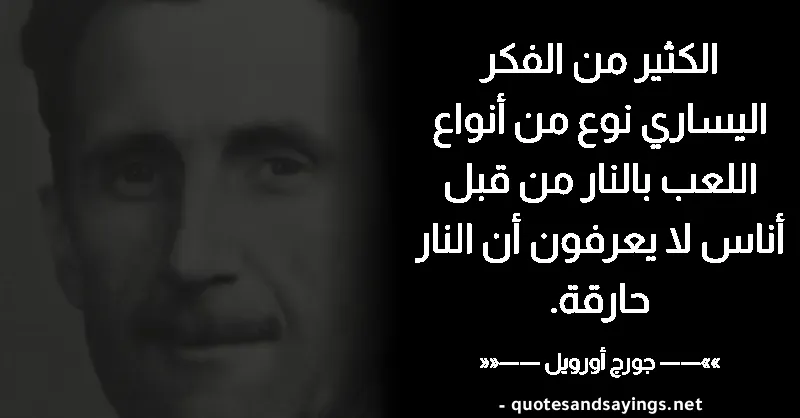 الكثير من الفكر
اليساري نوع من أنواع
اللعب بالنار من قبل
أناس لا يعرفون أن النار
حارقة.
««—— جورج أورويل ——»»
- quotesandsayings.net